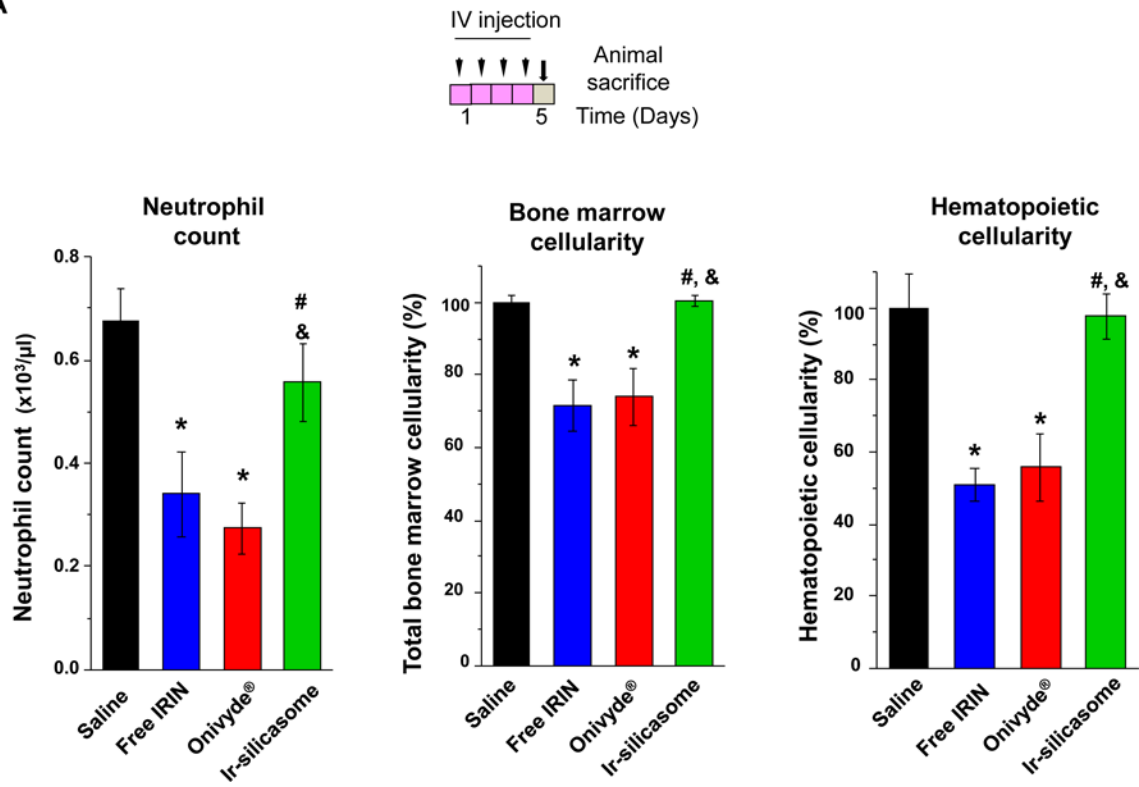 A
IV injection
Animal
sacrifice
1 5 Time (Days)
Neutrophil
count
Neutrophil count (x10³/µl)
0.8
0.6
0.4
0.2
0.0
*
*
#
&
Saline
Free IRIN
Onivyde®
Ir-silicasome
Bone marrow
cellularity
Total bone marrow cellularity (%)
100
80
60
40
20
0
*
*
#, &
Saline
Free IRIN
Onivyde®
Ir-silicasome
Hematopoietic
cellularity
Hematopoietic cellularity (%)
100
80
60
40
20
0
*
*
#, &
Saline
Free IRIN
Onivyde®
Ir-silicasome